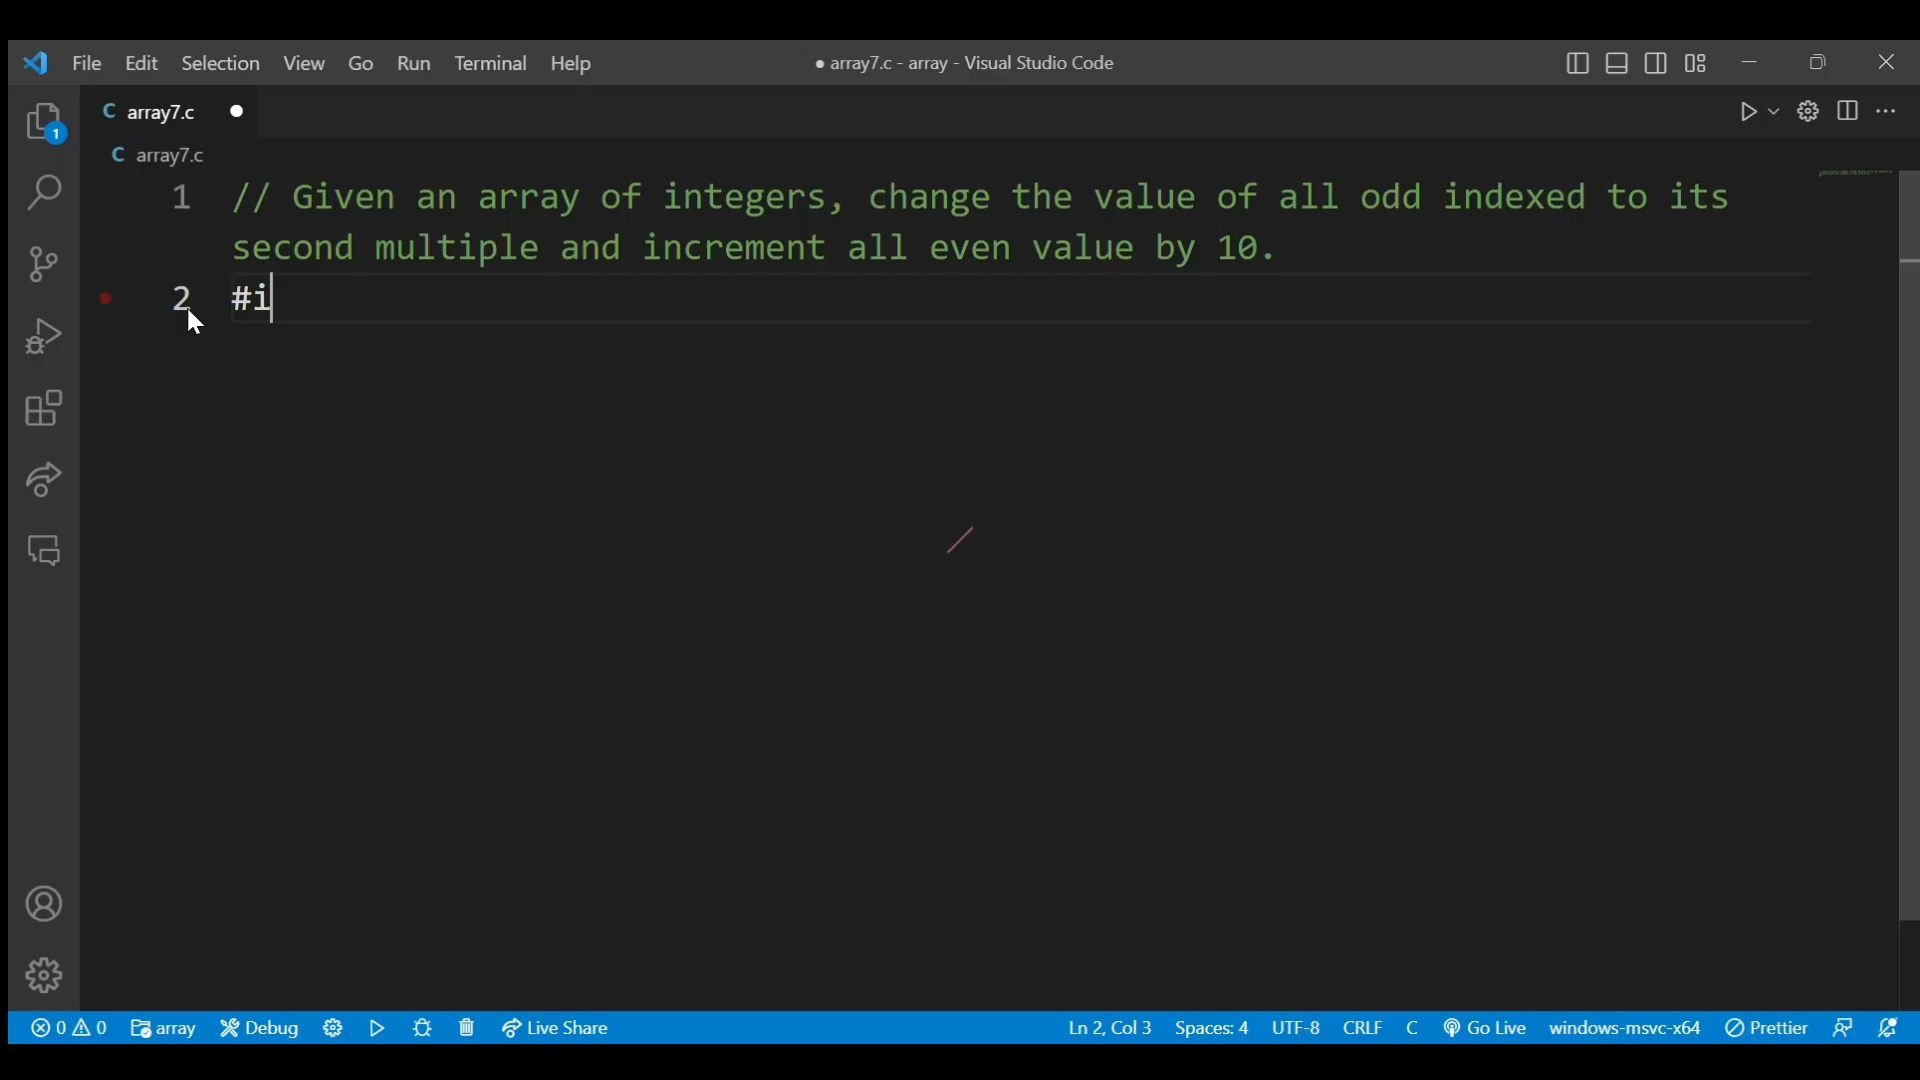 File Edit Selection View Go Run Terminal Help ● array7.c - array - Visual Studio Code
C array7.c ●
1
C array7.c
1 // Given an array of integers, change the value of all odd indexed to its
second multiple and increment all even value by 10.
2 #i
0 0 array Debug Live Share Ln 2, Col 3 Spaces: 4 UTF-8 CRLF C Go Live windows-msvc-x64 Prettier